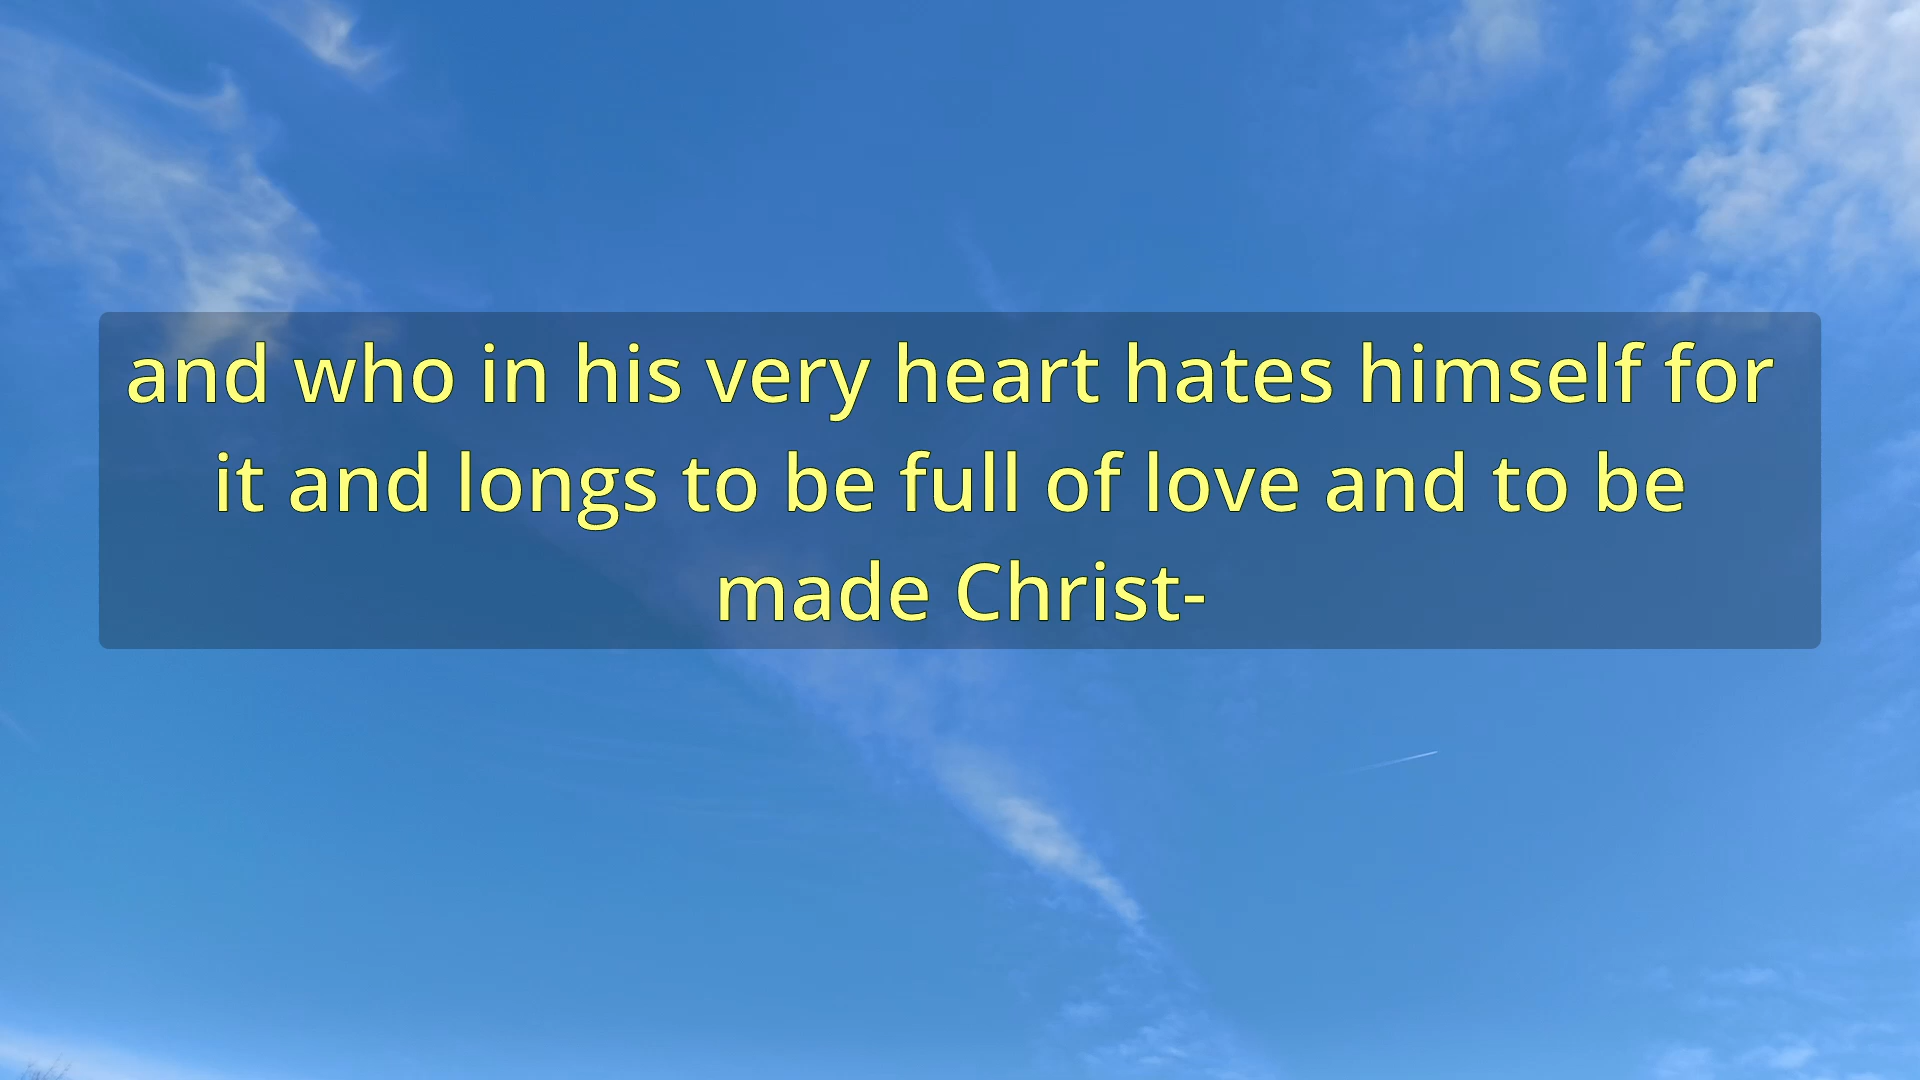 and who in his very heart hates himself for
it and longs to be full of love and to be
made Christ-